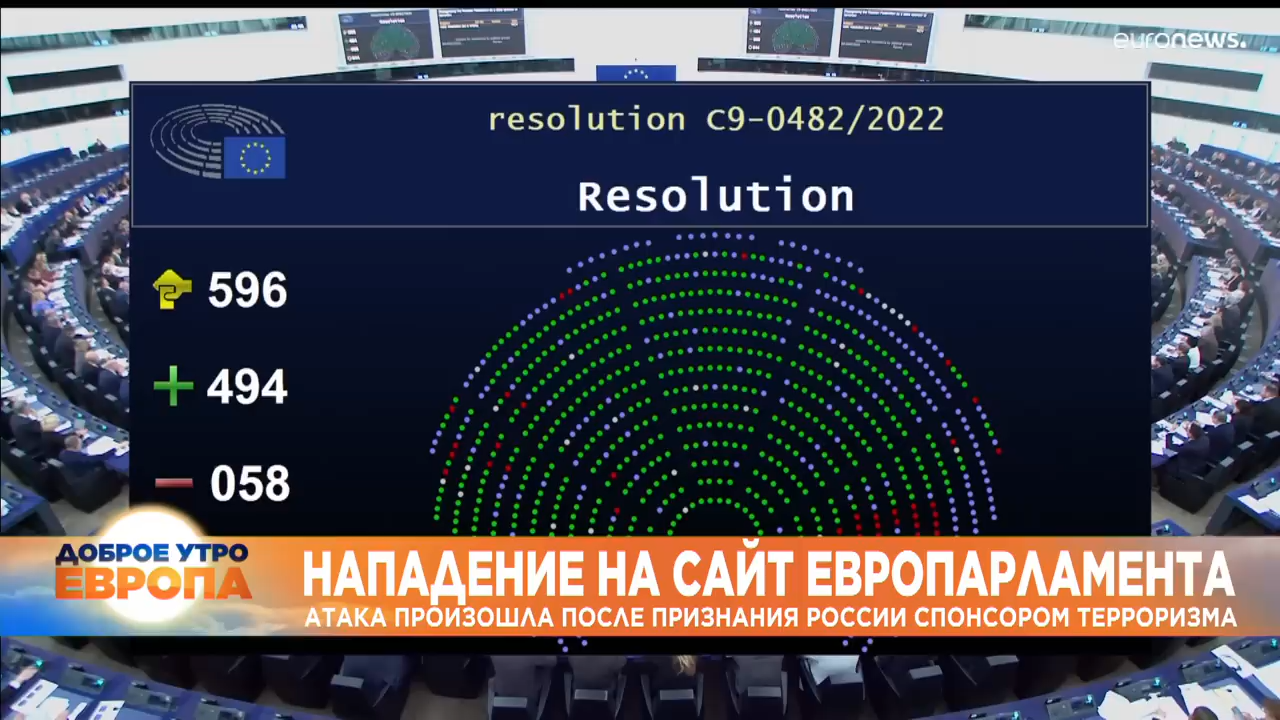 euronews.
resolution C9-0482/2022
Resolution
596
494
058
ДОБРОЕ УТРО
ЕВРОПА
НАПАДЕНИЕ НА САЙТ ЕВРОПАРЛАМЕНТА
АТАКА ПРОИЗОШЛА ПОСЛЕ ПРИЗНАНИЯ РОССИИ СПОНСОРОМ ТЕРРОРИЗМА